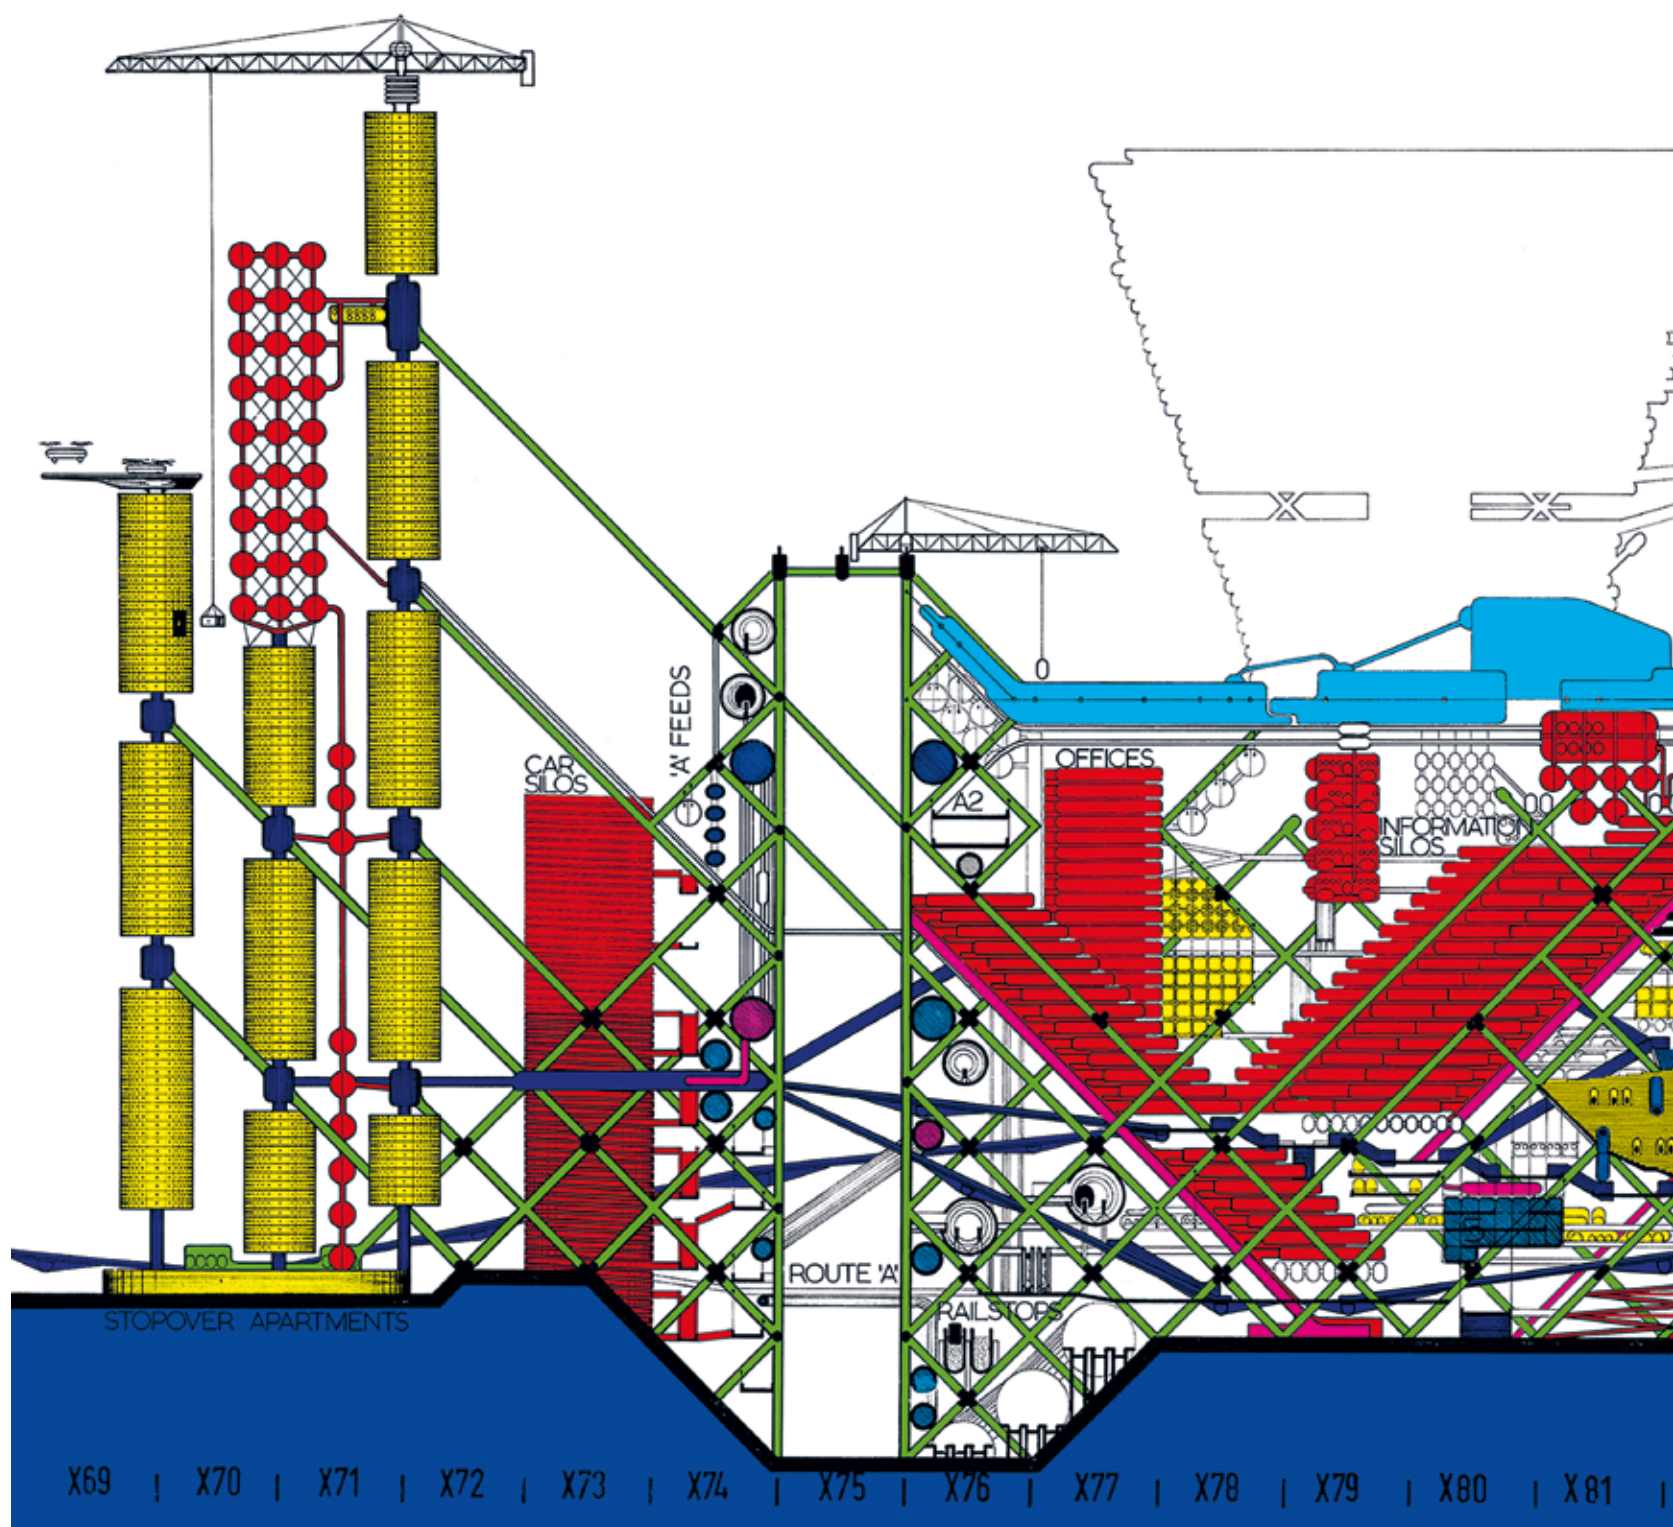 'A' FEEDS
CAR
SILOS
OFFICES
A2
INFORMATION
SILOS
ROUTE 'A'
RAILSTOPS
STOPOVER APARTMENTS
X69 X70 X71 X72 X73 X74 X75 X76 X77 X78 X79 X80 X81